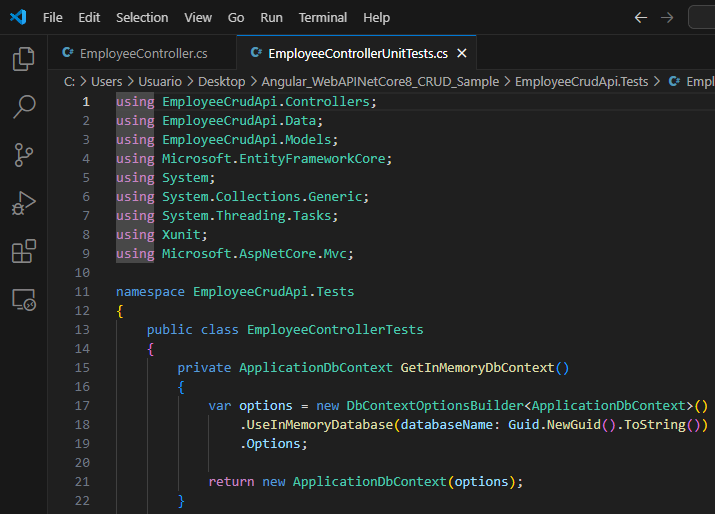 File Edit Selection View Go Run Terminal Help
EmployeeController.cs EmployeeControllerUnitTests.cs
C: > Users > Usuario > Desktop > Angular_WebAPINetCore8_CRUD_Sample > EmployeeCrudApi.Tests > Empl
1 using EmployeeCrudApi.Controllers;
2 using EmployeeCrudApi.Data;
3 using EmployeeCrudApi.Models;
4 using Microsoft.EntityFrameworkCore;
5 using System;
6 using System.Collections.Generic;
7 using System.Threading.Tasks;
8 using Xunit;
9 using Microsoft.AspNetCore.Mvc;
10
11 namespace EmployeeCrudApi.Tests
12 {
13 public class EmployeeControllerTests
14 {
15 private ApplicationDbContext GetInMemoryDbContext()
16 {
17 var options = new DbContextOptionsBuilder<ApplicationDbContext>()
18 .UseInMemoryDatabase(databaseName: Guid.NewGuid().ToString())
19 .Options;
20
21 return new ApplicationDbContext(options);
22 }